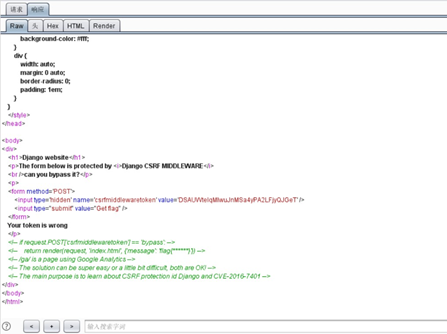 请求 响应
Raw 头 Hex HTML Render
background-color: #fff;
}
div {
width: auto;
margin: 0 auto;
border-radius: 0;
padding: 1em;
}
}
</style>
</head>
<body>
<div>
<h1>Django website</h1>
<p>The form below is protected by <i>Django CSRF MIDDLEWARE</i>
<br />can you bypass it?</p>
<p>
<form method='POST'>
<input type='hidden' name='csrfmiddlewaretoken' value=
<input type="submit" value="Get flag" />
</form>
Your token is wrong
</p>
<!-- if request.POST['csrfmiddlewaretoken'] == 'bypass': -->
<!-- return render(request, 'index.html', {'message': 'flag{******}'}) -->
<!-- /ga/ is a page using Google Analytics -->
<!-- The solution can be super easy or a little bit difficult, both are OK! -->
<!-- The main purpose is to learn about CSRF protection id Django and CVE-2016-7401 -->
</div>
</body>
</html>
? < + > 输入搜索字词